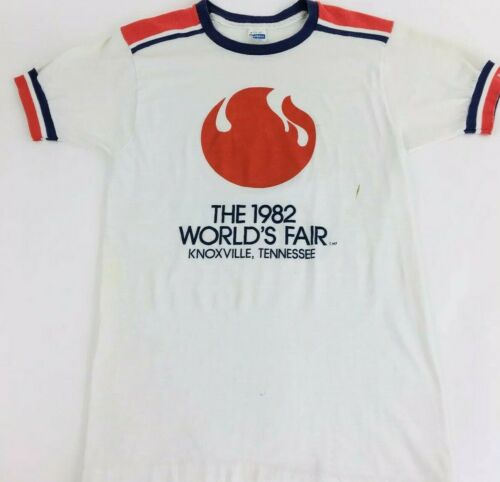 THE 1982
WORLD'S FAIR
KNOXVILLE, TENNESSEE